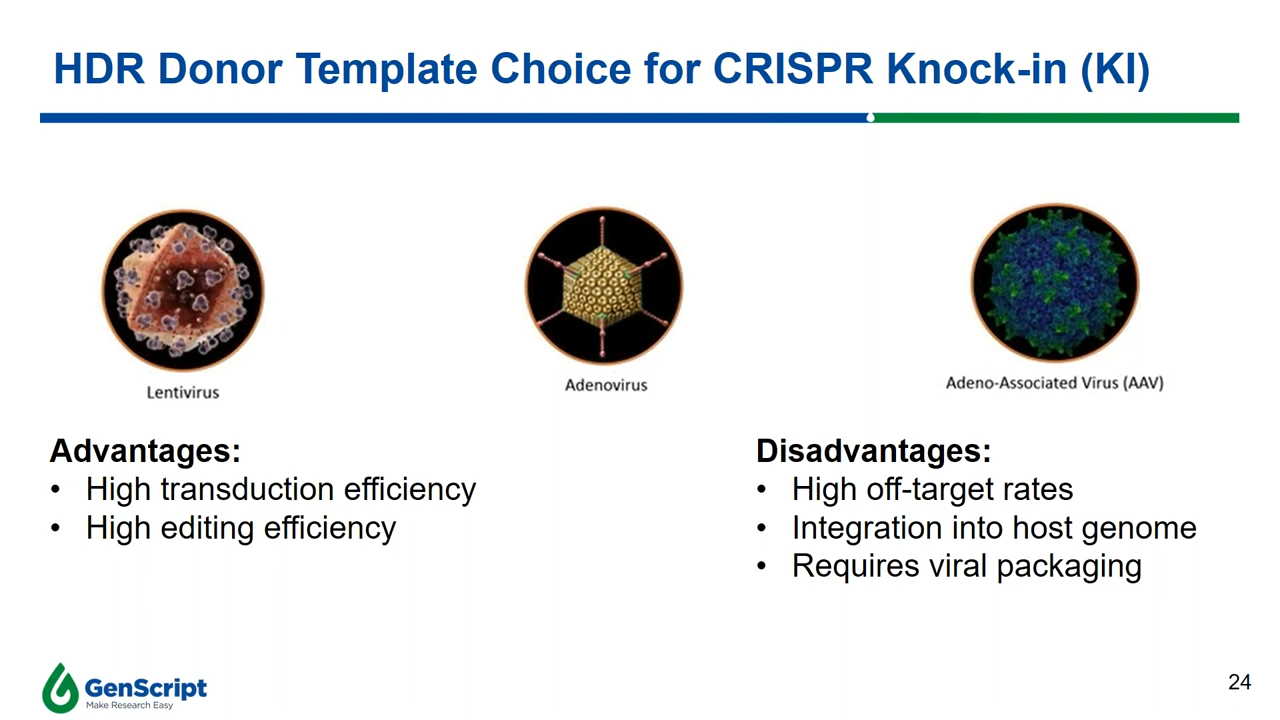 HDR Donor Template Choice for CRISPR Knock-in (KI)
Lentivirus
Adenovirus
Adeno-Associated Virus (AAV)
Advantages:
• High transduction efficiency
• High editing efficiency
Disadvantages:
• High off-target rates
• Integration into host genome
• Requires viral packaging
GenScript
Make Research Easy
24